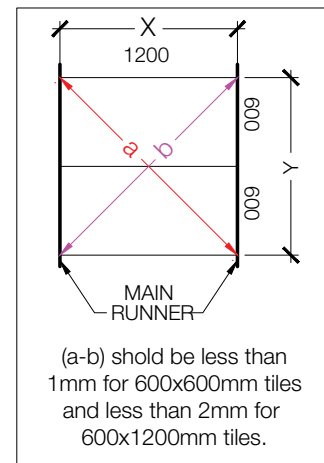 X
1200
600
Y
600
a
b
MAIN
RUNNER
(a-b) shold be less than
1mm for 600x600mm tiles
and less than 2mm for
600x1200mm tiles.